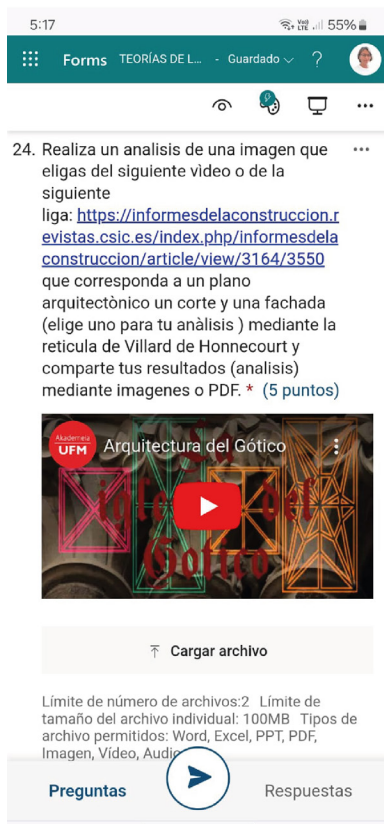 5:17
Vo)) LTE 55%
Forms TEORÍAS DE L... - Guardado ?
24. Realiza un analisis de una imagen que
eligas del siguiente vìdeo o de la
siguiente
liga: https://informesdelaconstruccion.r
evistas.csic.es/index.php/informesdela
construccion/article/view/3164/3550
que corresponda a un plano
arquitectònico un corte y una fachada
(elige uno para tu anàlisis ) mediante la
reticula de Villard de Honnecourt y
comparte tus resultados (analisis)
mediante imagenes o PDF. * (5 puntos)
Akademeia
UFM
Arquitectura del Gótico
del
Gotico
Cargar archivo
Límite de número de archivos:2 Límite de
tamaño del archivo individual: 100MB Tipos de
archivo permitidos: Word, Excel, PPT, PDF,
Imagen, Vídeo, Audio
Preguntas
Respuestas